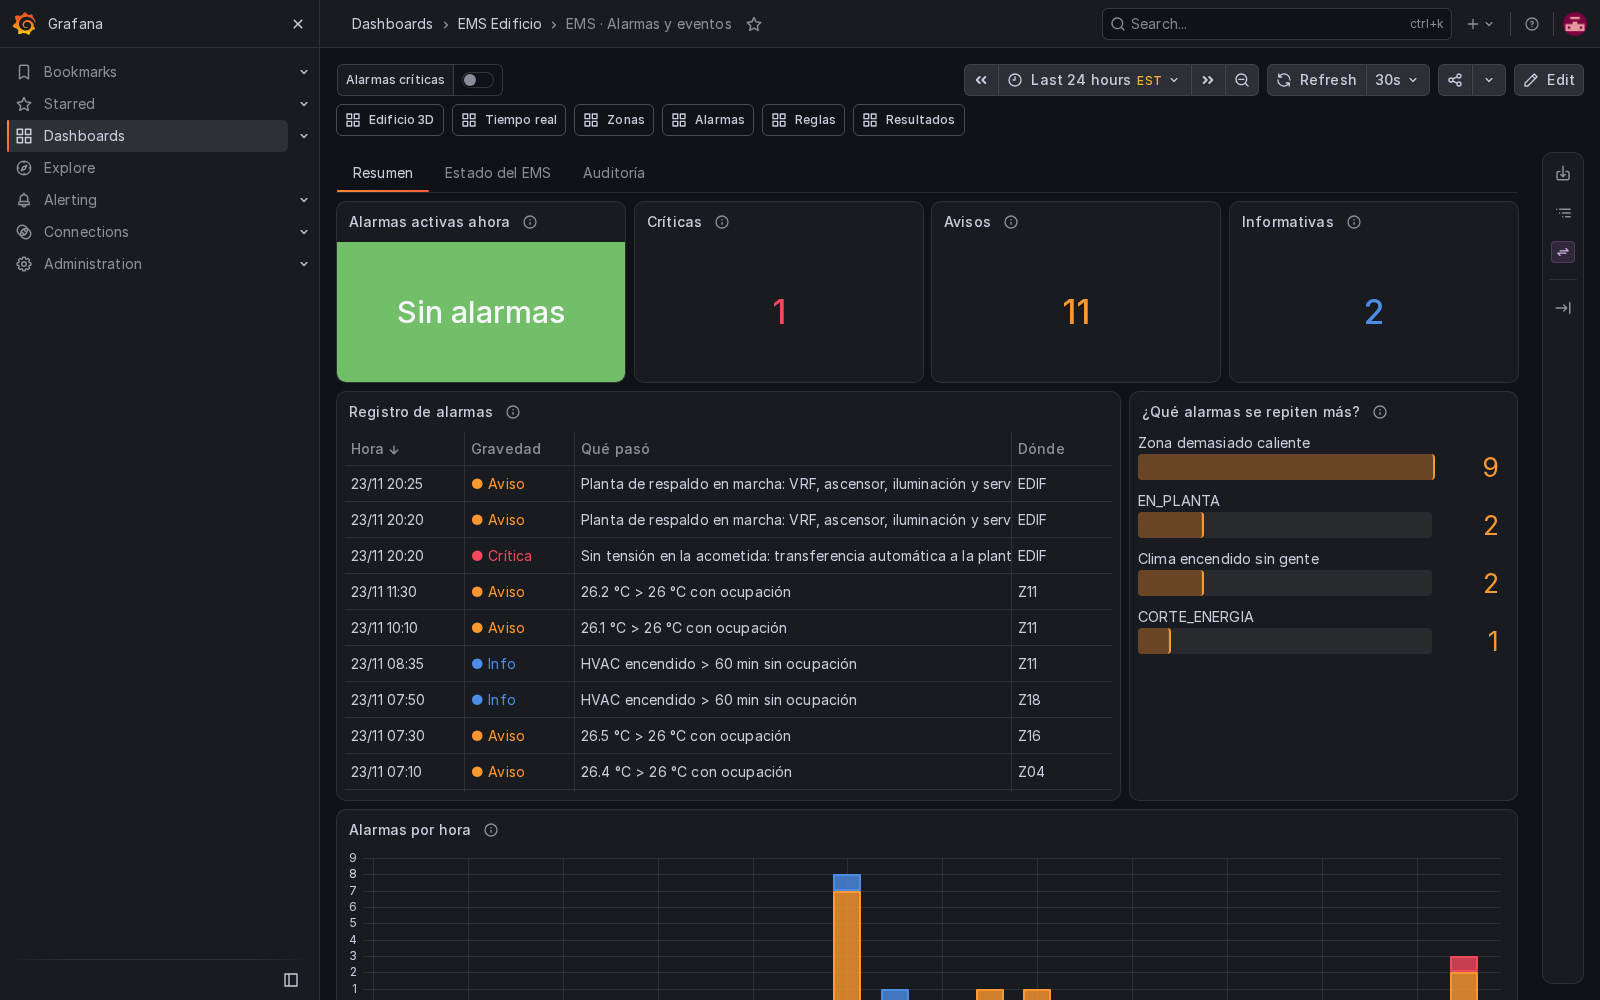 Grafana
Dashboards › EMS Edificio › EMS · Alarmas y eventos
Search...
ctrl+k
Bookmarks
Starred
Dashboards
Explore
Alerting
Connections
Administration
Alarmas críticas
Last 24 hours EST
Refresh
30s
Edit
Edificio 3D
Tiempo real
Zonas
Alarmas
Reglas
Resultados
Resumen
Estado del EMS
Auditoría
Alarmas activas ahora
Sin alarmas
Críticas
1
Avisos
11
Informativas
2
Registro de alarmas
Hora Gravedad Qué pasó Dónde
23/11 20:25 Aviso Planta de respaldo en marcha: VRF, ascensor, iluminación y serv EDIF
23/11 20:20 Aviso Planta de respaldo en marcha: VRF, ascensor, iluminación y serv EDIF
23/11 20:20 Crítica Sin tensión en la acometida: transferencia automática a la plant EDIF
23/11 11:30 Aviso 26.2 °C > 26 °C con ocupación Z11
23/11 10:10 Aviso 26.1 °C > 26 °C con ocupación Z11
23/11 08:35 Info HVAC encendido > 60 min sin ocupación Z11
23/11 07:50 Info HVAC encendido > 60 min sin ocupación Z18
23/11 07:30 Aviso 26.5 °C > 26 °C con ocupación Z16
23/11 07:10 Aviso 26.4 °C > 26 °C con ocupación Z04
¿Qué alarmas se repiten más?
Zona demasiado caliente
9
EN_PLANTA
2
Clima encendido sin gente
2
CORTE_ENERGIA
1
Alarmas por hora
9
8
7
6
5
4
3
2
1